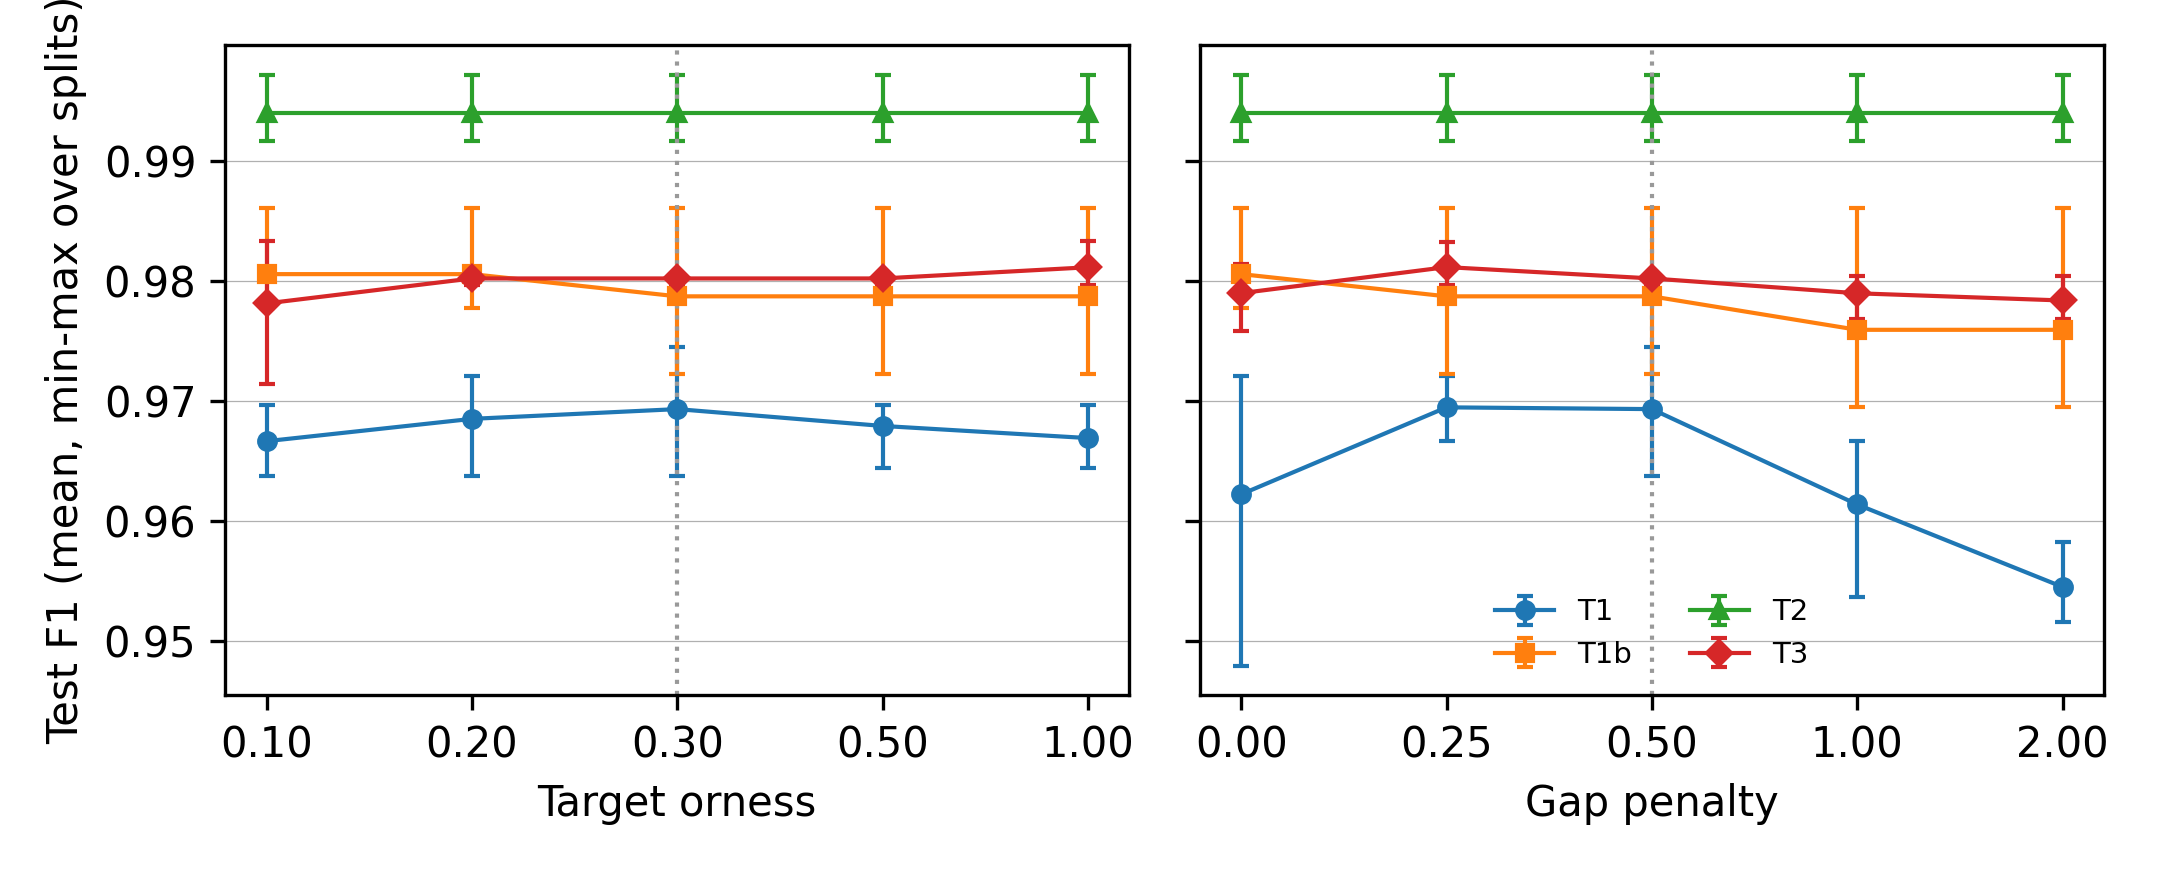 Test F1 (mean, min-max over splits)
0.99
0.98
0.97
0.96
0.95
0.10 0.20 0.30 0.50 1.00
Target orness
0.00 0.25 0.50 1.00 2.00
Gap penalty
T1 T2
T1b T3